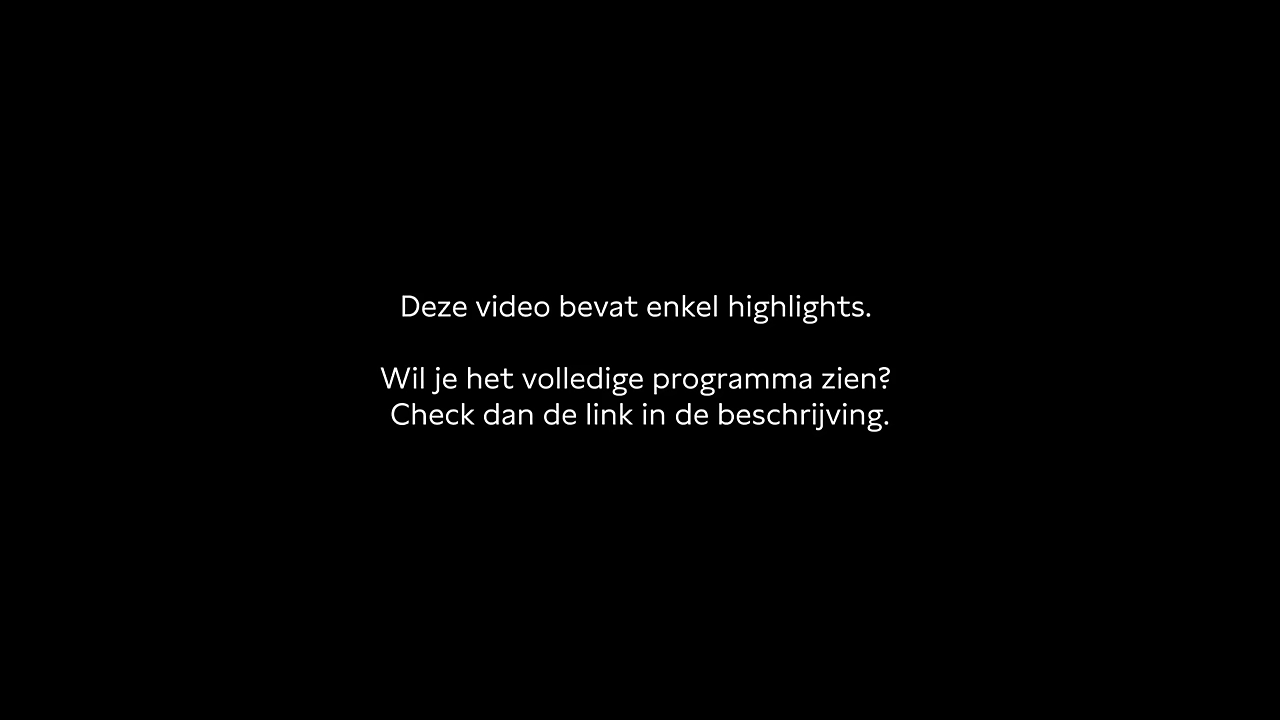 Deze video bevat enkel highlights.
Wil je het volledige programma zien?
Check dan de link in de beschrijving.